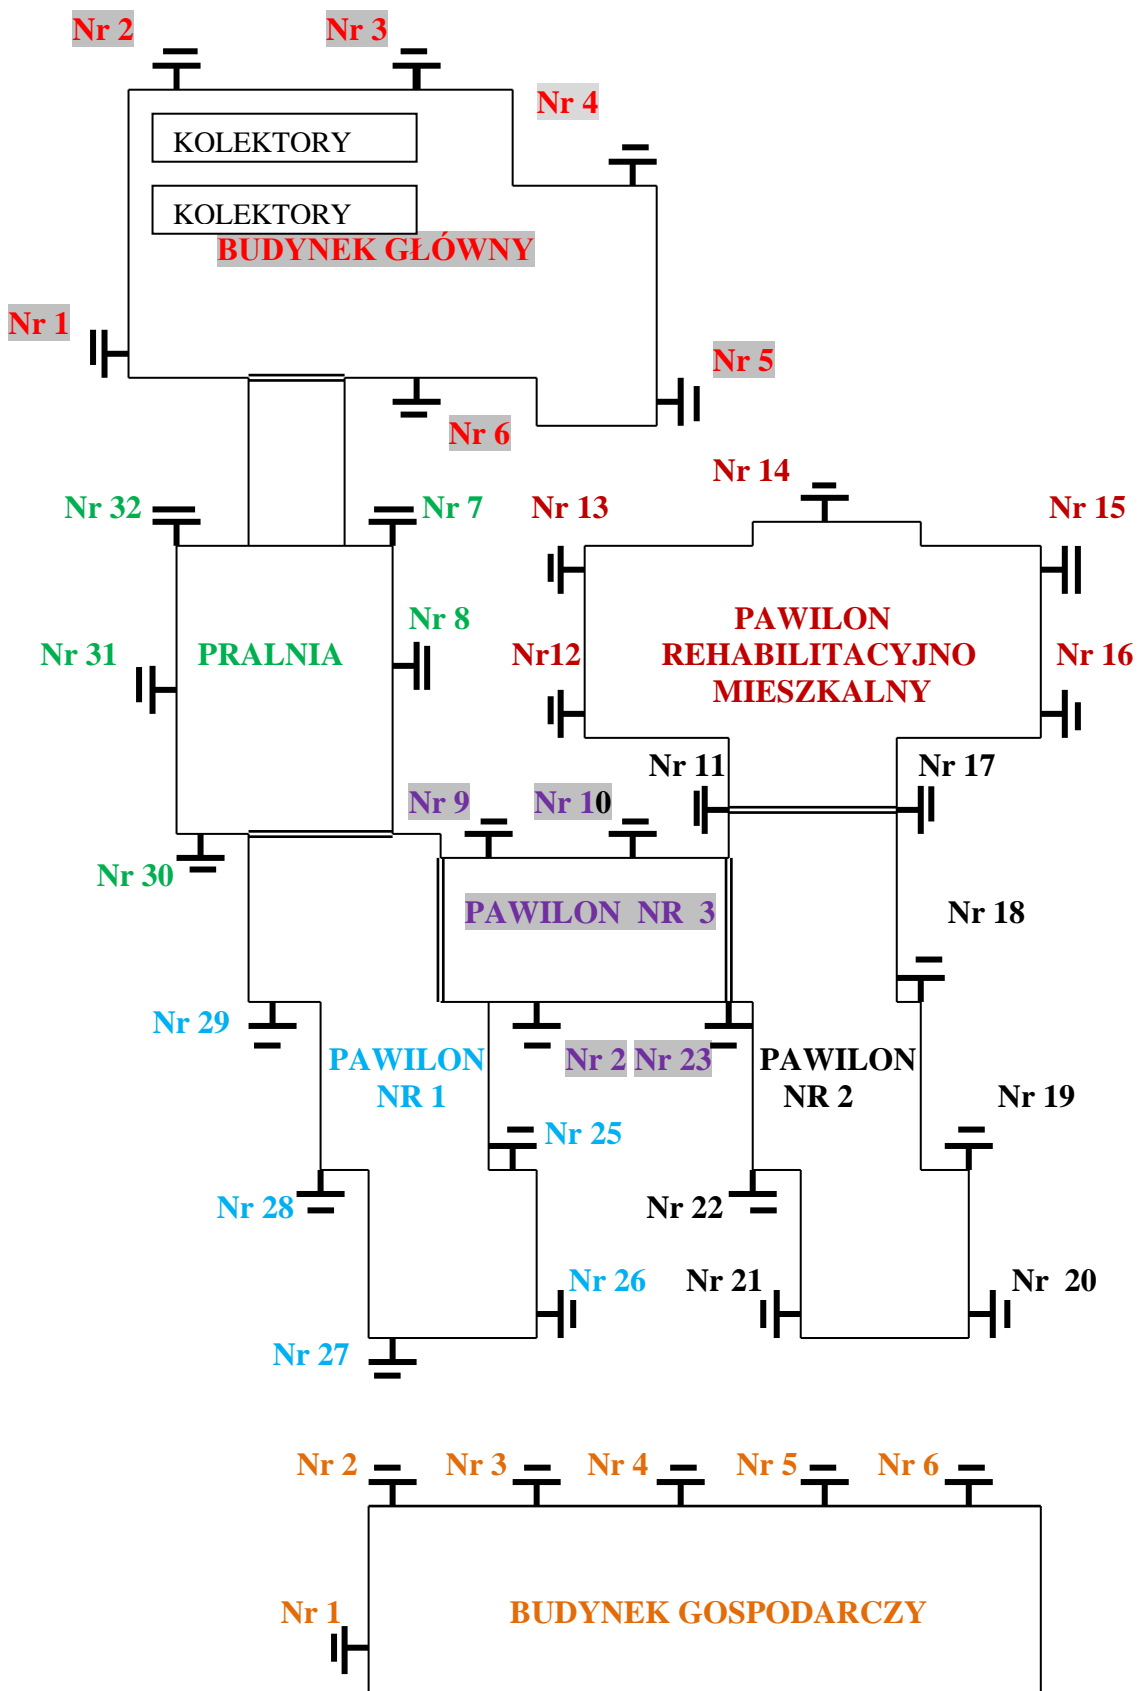 Nr 2
Nr 3
Nr 4
KOLEKTORY
KOLEKTORY
BUDYNEK GŁÓWNY
Nr 1
Nr 5
Nr 6
Nr 14
Nr 32
Nr 7
Nr 13
Nr 15
Nr 8
PAWILON
Nr 31
PRALNIA
Nr12
REHABILITACYJNO
Nr 16
MIESZKALNY
Nr 11
Nr 17
Nr 9
Nr 10
Nr 30
PAWILON NR 3
Nr 18
Nr 29
PAWILON
NR 1
Nr 2
Nr 23
PAWILON
NR 2
Nr 19
Nr 25
Nr 28
Nr 22
Nr 26
Nr 21
Nr 20
Nr 27
Nr 2
Nr 3
Nr 4
Nr 5
Nr 6
Nr 1
BUDYNEK GOSPODARCZY